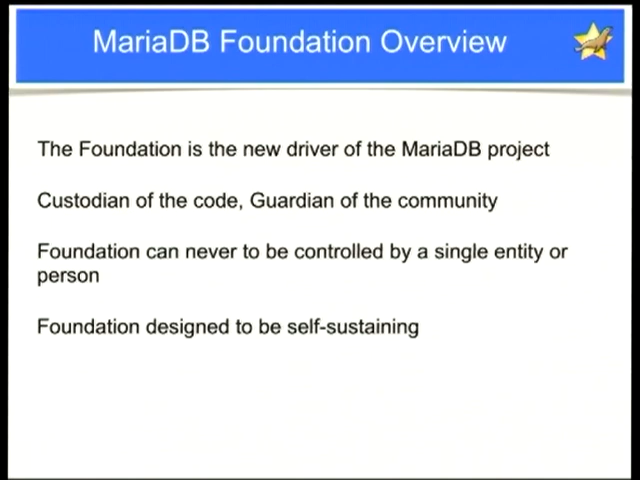 MariaDB Foundation Overview
The Foundation is the new driver of the MariaDB project
Custodian of the code, Guardian of the community
Foundation can never to be controlled by a single entity or
person
Foundation designed to be self-sustaining